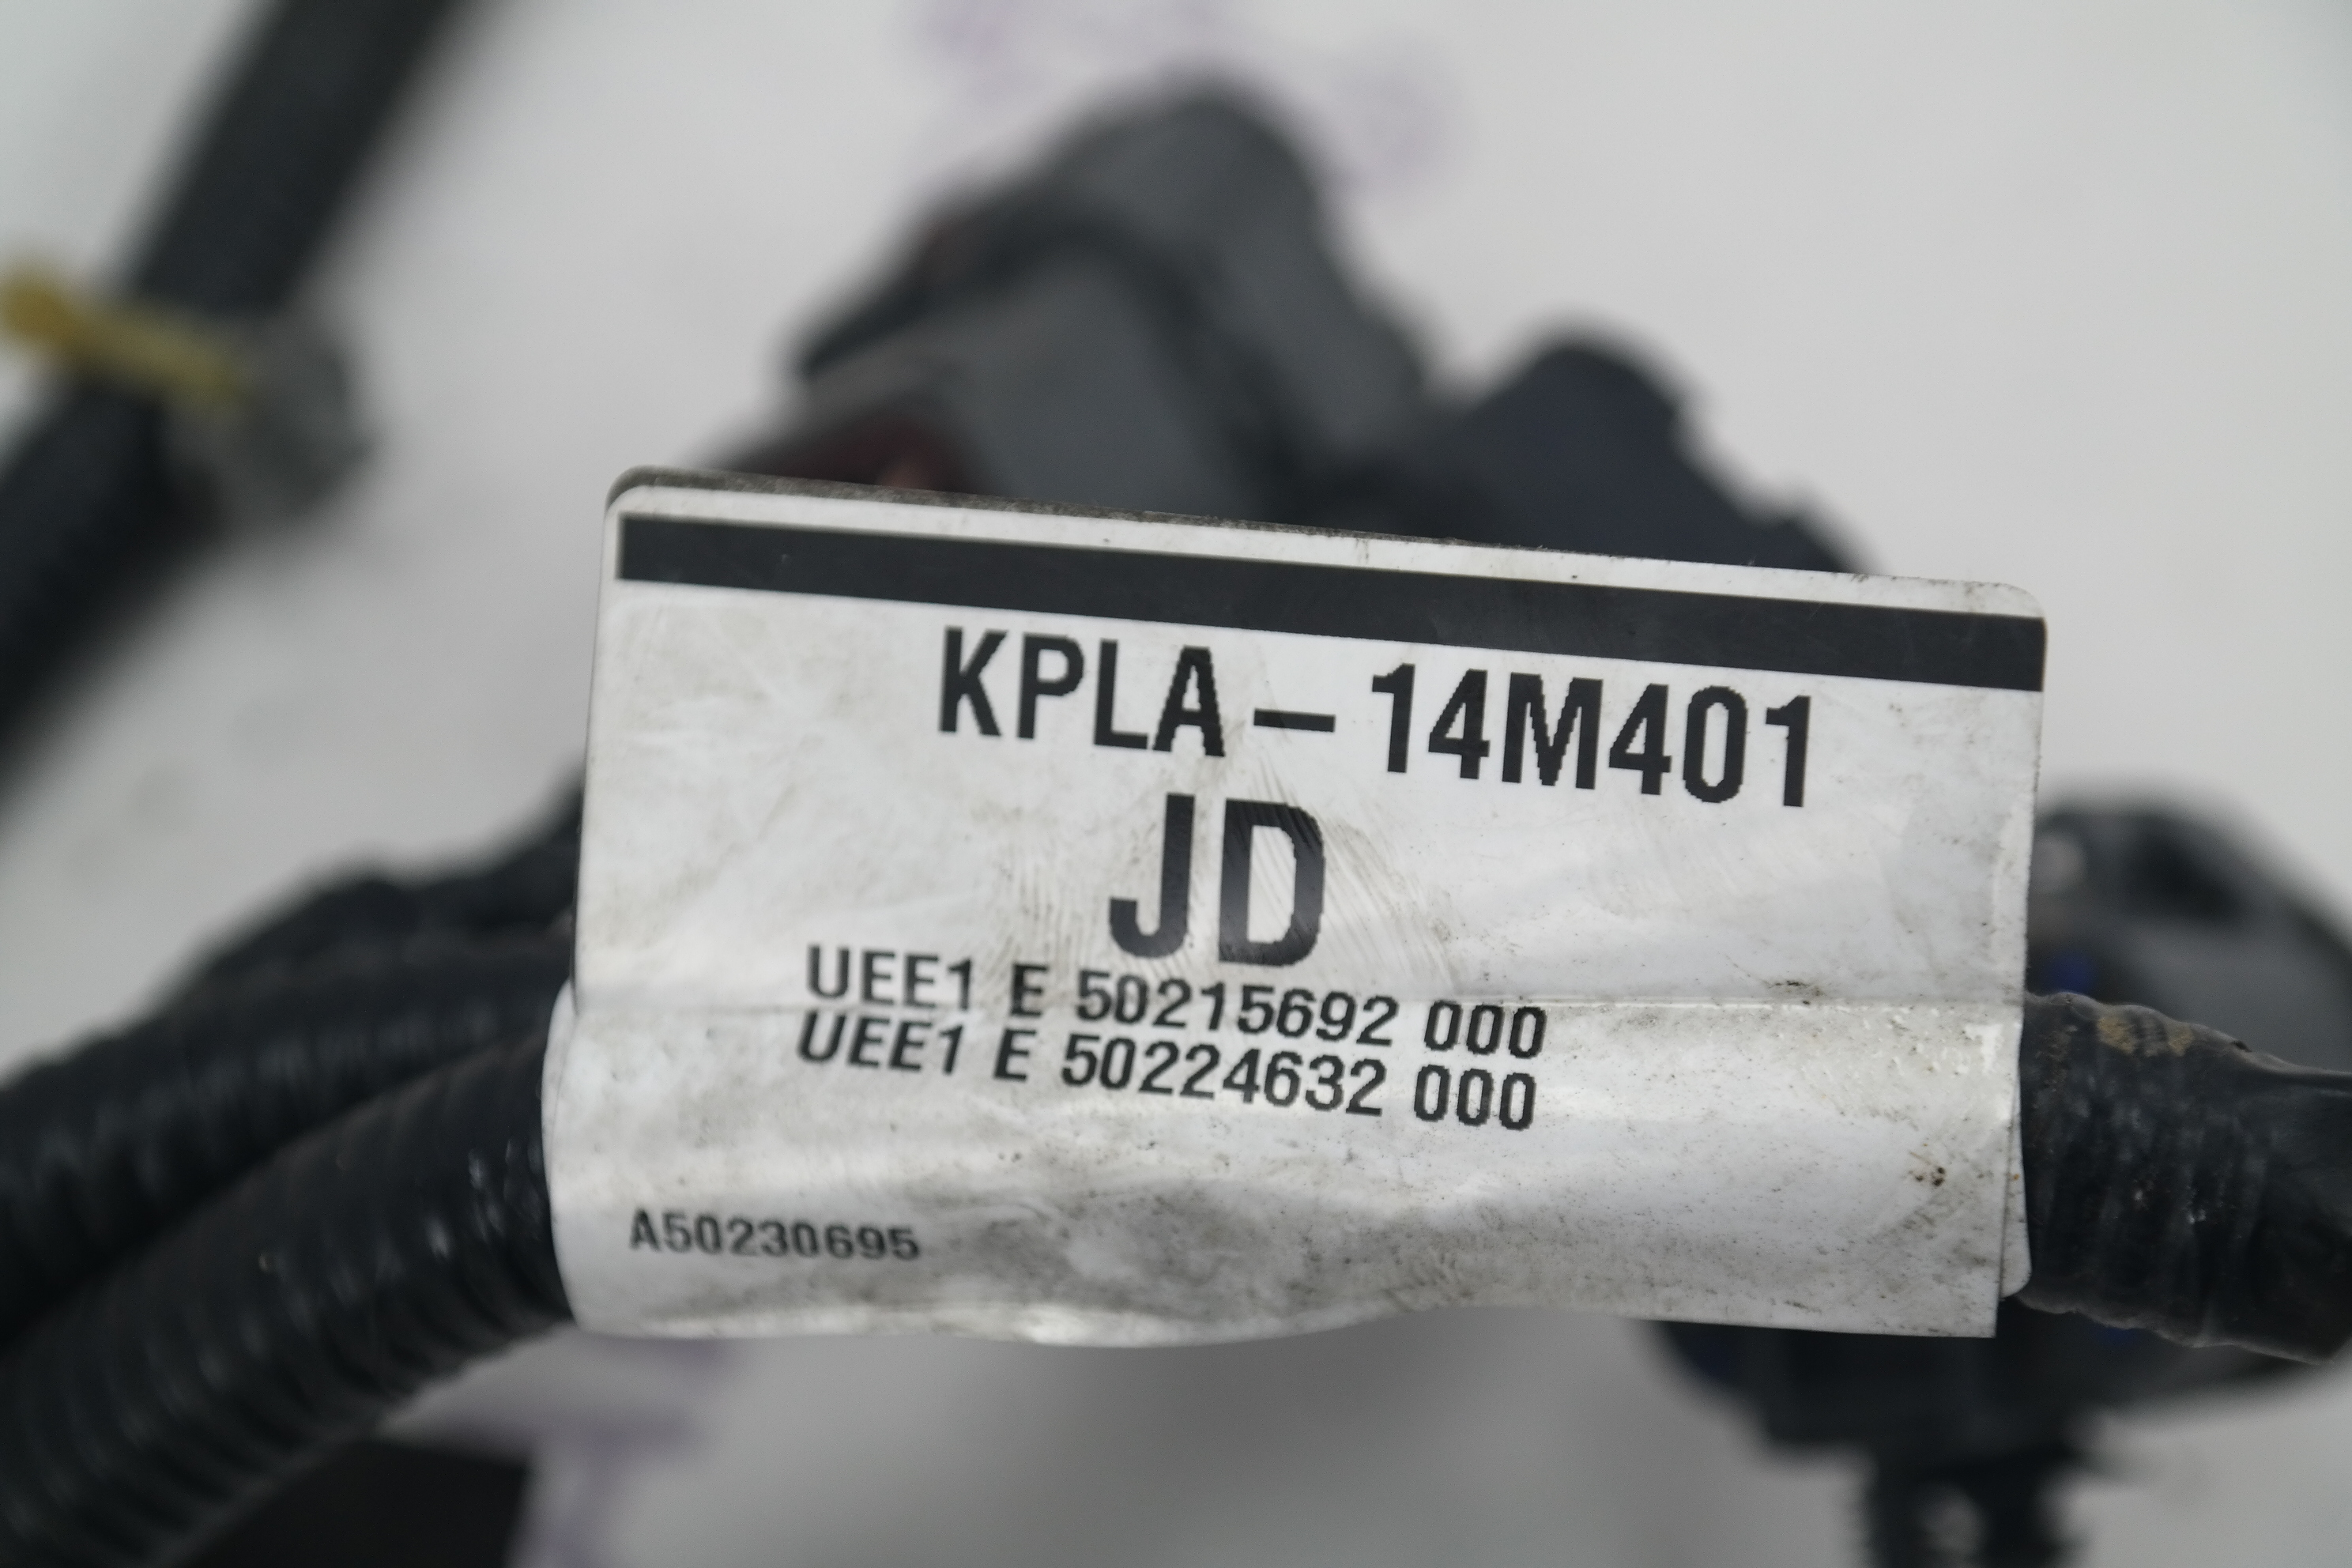 KPLA-14M401
JD
UEE1 E 50215692 000
UEE1 E 50224632 000
A50230695